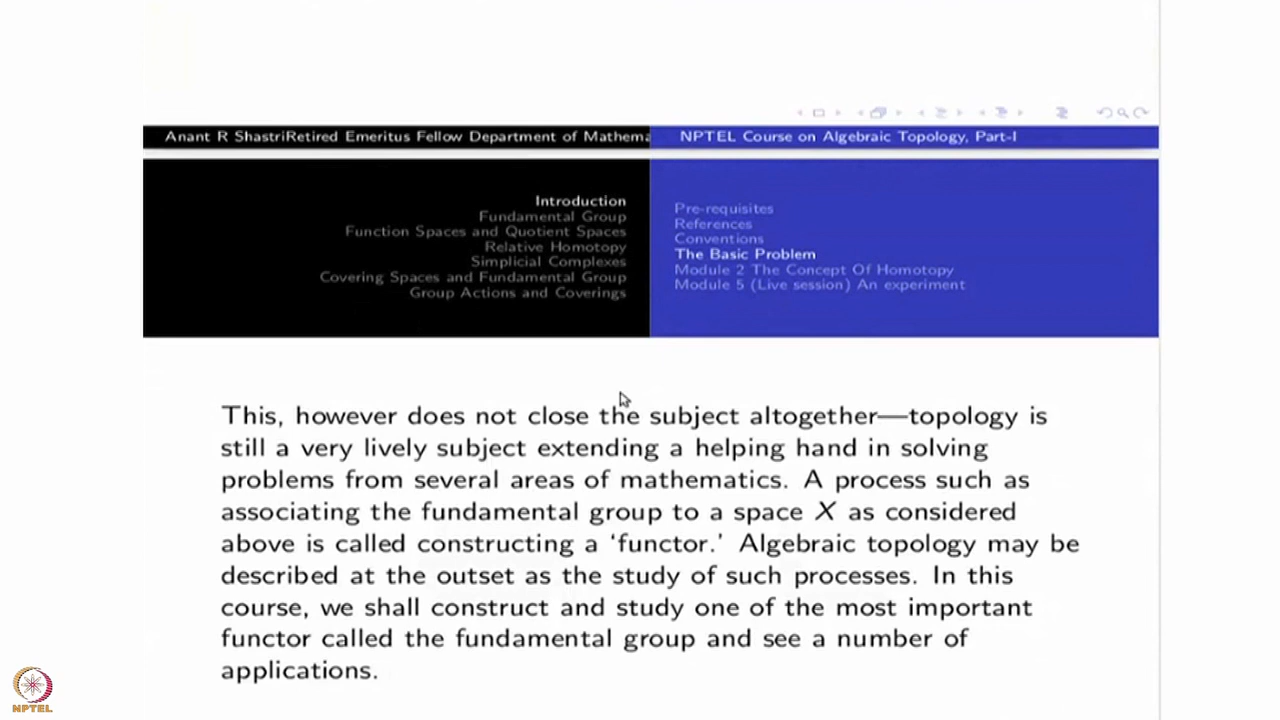 Anant R ShastriRetired Emeritus Fellow Department of Mathema
NPTEL Course on Algebraic Topology, Part-I
Introduction
Fundamental Group
Function Spaces and Quotient Spaces
Relative Homotopy
Simplicial Complexes
Covering Spaces and Fundamental Group
Group Actions and Coverings
Pre-requisites
References
Conventions
The Basic Problem
Module 2 The Concept Of Homotopy
Module 5 (Live session) An experiment
This, however does not close the subject altogether—topology is
still a very lively subject extending a helping hand in solving
problems from several areas of mathematics. A process such as
associating the fundamental group to a space X as considered
above is called constructing a ‘functor.’ Algebraic topology may be
described at the outset as the study of such processes. In this
course, we shall construct and study one of the most important
functor called the fundamental group and see a number of
applications.
NPTEL